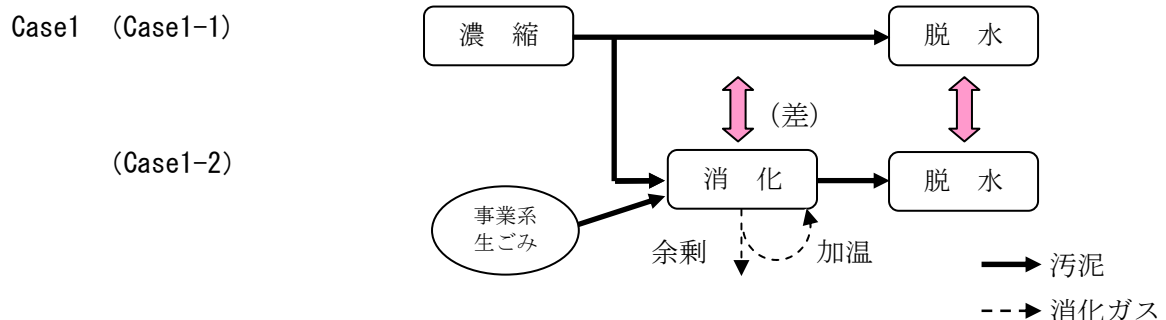 Case1 (Case1-1)
濃 縮
脱 水
(差)
(Case1-2)
消 化
脱 水
事業系
生ごみ
余剰
加温
汚泥
消化ガス